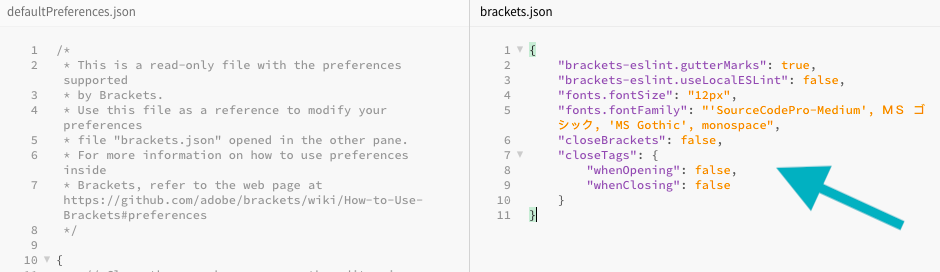 defaultPreferences.json
1 /*
2 * This is a read-only file with the preferences
supported
3 * by Brackets.
4 * Use this file as a reference to modify your
preferences
5 * file "brackets.json" opened in the other pane.
6 * For more information on how to use preferences
inside
7 * Brackets, refer to the web page at
https://github.com/adobe/brackets/wiki/How-to-Use-
Brackets#preferences
8 */
9
10 {
brackets.json
1 {
2 "brackets-eslint.gutterMarks": true,
3 "brackets-eslint.useLocalESLint": false,
4 "fonts.fontSize": "12px",
5 "fonts.fontFamily": "'SourceCodePro-Medium', ＭＳ ゴ
シック, 'MS Gothic', monospace",
6 "closeBrackets": false,
7 "closeTags": {
8 "whenOpening": false,
9 "whenClosing": false
10 }
11 }